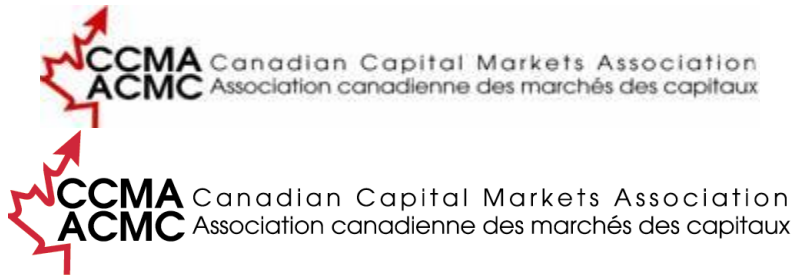 CCMA Canadian Capital Markets Association
ACMC Association canadienne des marchés des capitaux
CCMA Canadian Capital Markets Association
ACMC Association canadienne des marchés des capitaux